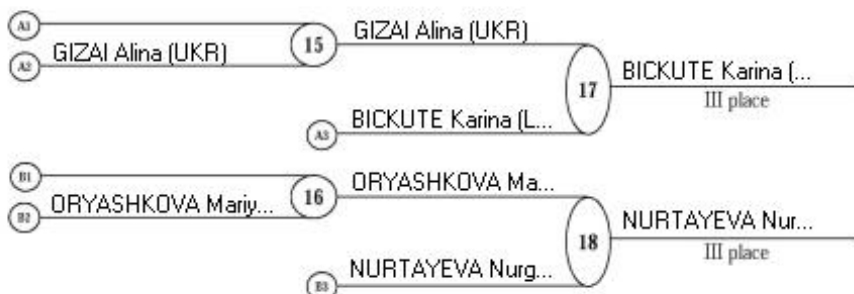 A1
GIZAI Alina (UKR)
A2
15
GIZAI Alina (UKR)
BICKUTE Karina (L...
A3
17
BICKUTE Karina (...
III place
B1
ORYASHKOVA Mariy...
B2
16
ORYASHKOVA Ma...
NURTAYEVA Nurg...
B3
18
NURTAYEVA Nur...
III place